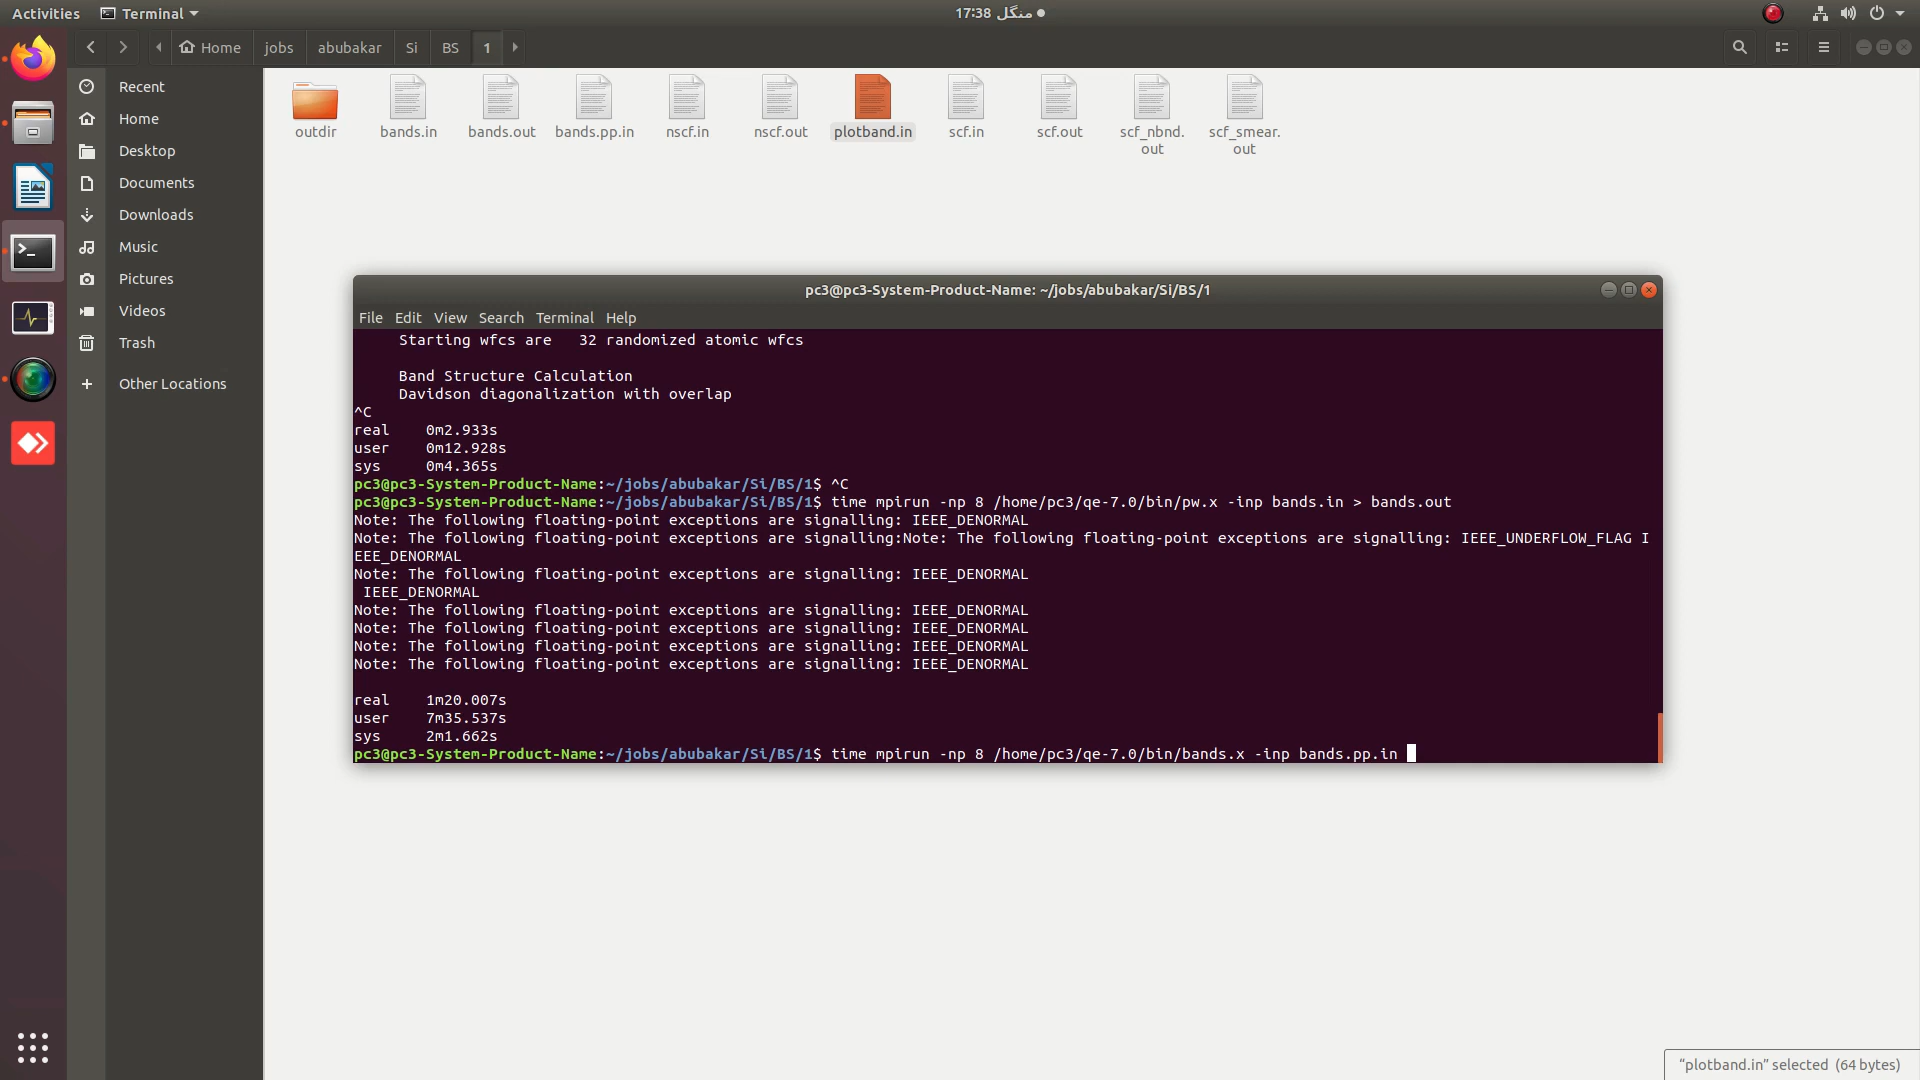 Activities
Terminal
منگل 17:38
Home
jobs
abubakar
Si
BS
1
Recent
Home
Desktop
Documents
Downloads
Music
Pictures
Videos
Trash
Other Locations
outdir
bands.in
bands.out
bands.pp.in
nscf.in
nscf.out
plotband.in
scf.in
scf.out
scf_nbnd.
out
scf_smear.
out
pc3@pc3-System-Product-Name: ~/jobs/abubakar/Si/BS/1
File Edit View Search Terminal Help
Starting wfcs are   32 randomized atomic wfcs
Band Structure Calculation
Davidson diagonalization with overlap
^C
real    0m2.933s
user    0m12.928s
sys     0m4.365s
pc3@pc3-System-Product-Name:~/jobs/abubakar/Si/BS/1$ ^C
pc3@pc3-System-Product-Name:~/jobs/abubakar/Si/BS/1$ time mpirun -np 8 /home/pc3/qe-7.0/bin/pw.x -inp bands.in > bands.out
Note: The following floating-point exceptions are signalling: IEEE_DENORMAL
Note: The following floating-point exceptions are signalling:Note: The following floating-point exceptions are signalling: IEEE_UNDERFLOW_FLAG I
EEE_DENORMAL
Note: The following floating-point exceptions are signalling: IEEE_DENORMAL
IEEE_DENORMAL
Note: The following floating-point exceptions are signalling: IEEE_DENORMAL
Note: The following floating-point exceptions are signalling: IEEE_DENORMAL
Note: The following floating-point exceptions are signalling: IEEE_DENORMAL
Note: The following floating-point exceptions are signalling: IEEE_DENORMAL
real    1m20.007s
user    7m35.537s
sys     2m1.662s
pc3@pc3-System-Product-Name:~/jobs/abubakar/Si/BS/1$ time mpirun -np 8 /home/pc3/qe-7.0/bin/bands.x -inp bands.pp.in
“plotband.in” selected (64 bytes)